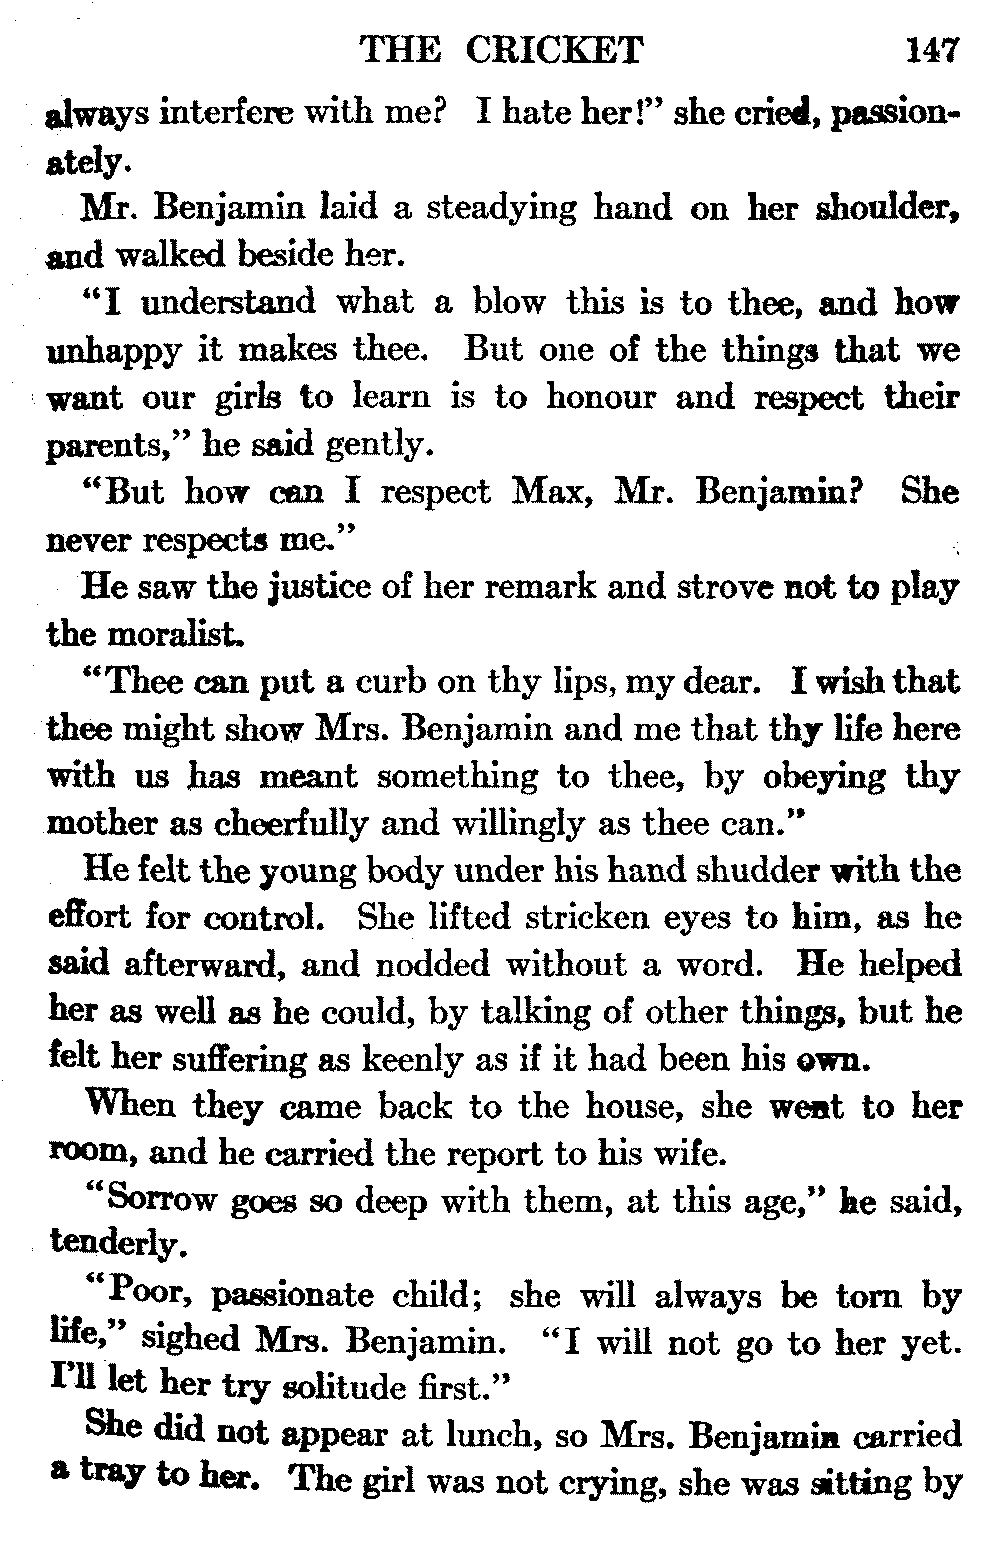 THE CRICKET 147
always interfere with me? I hate her!” she cried, passion-
ately.
Mr. Benjamin laid a steadying hand on her shoulder,
and walked beside her.
“I understand what a blow this is to thee, and how
unhappy it makes thee. But one of the things that we
want our girls to learn is to honour and respect their
parents,” he said gently.
“But how can I respect Max, Mr. Benjamin? She
never respects me.”
He saw the justice of her remark and strove not to play
the moralist.
“Thee can put a curb on thy lips, my dear. I wish that
thee might show Mrs. Benjamin and me that thy life here
with us has meant something to thee, by obeying thy
mother as cheerfully and willingly as thee can.”
He felt the young body under his hand shudder with the
effort for control. She lifted stricken eyes to him, as he
said afterward, and nodded without a word. He helped
her as well as he could, by talking of other things, but he
felt her suffering as keenly as if it had been his own.
When they came back to the house, she went to her
room, and he carried the report to his wife.
“Sorrow goes so deep with them, at this age,” he said,
tenderly.
“Poor, passionate child; she will always be torn by
life,” sighed Mrs. Benjamin. “I will not go to her yet.
I’ll let her try solitude first.”
She did not appear at lunch, so Mrs. Benjamin carried
a tray to her. The girl was not crying, she was sitting by